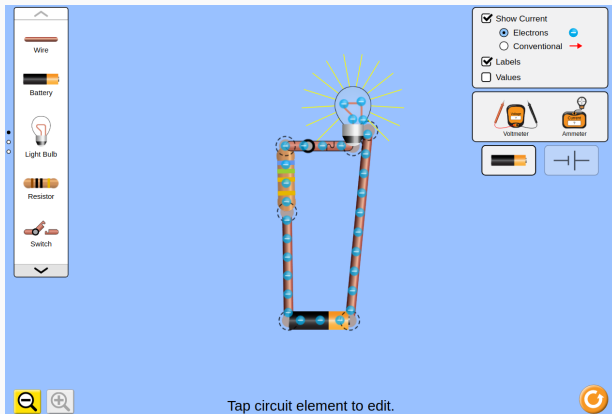 Wire
Battery
Light Bulb
Resistor
Switch
Show Current
Electrons
Conventional
Labels
Values
Voltmeter
Ammeter
Tap circuit element to edit.